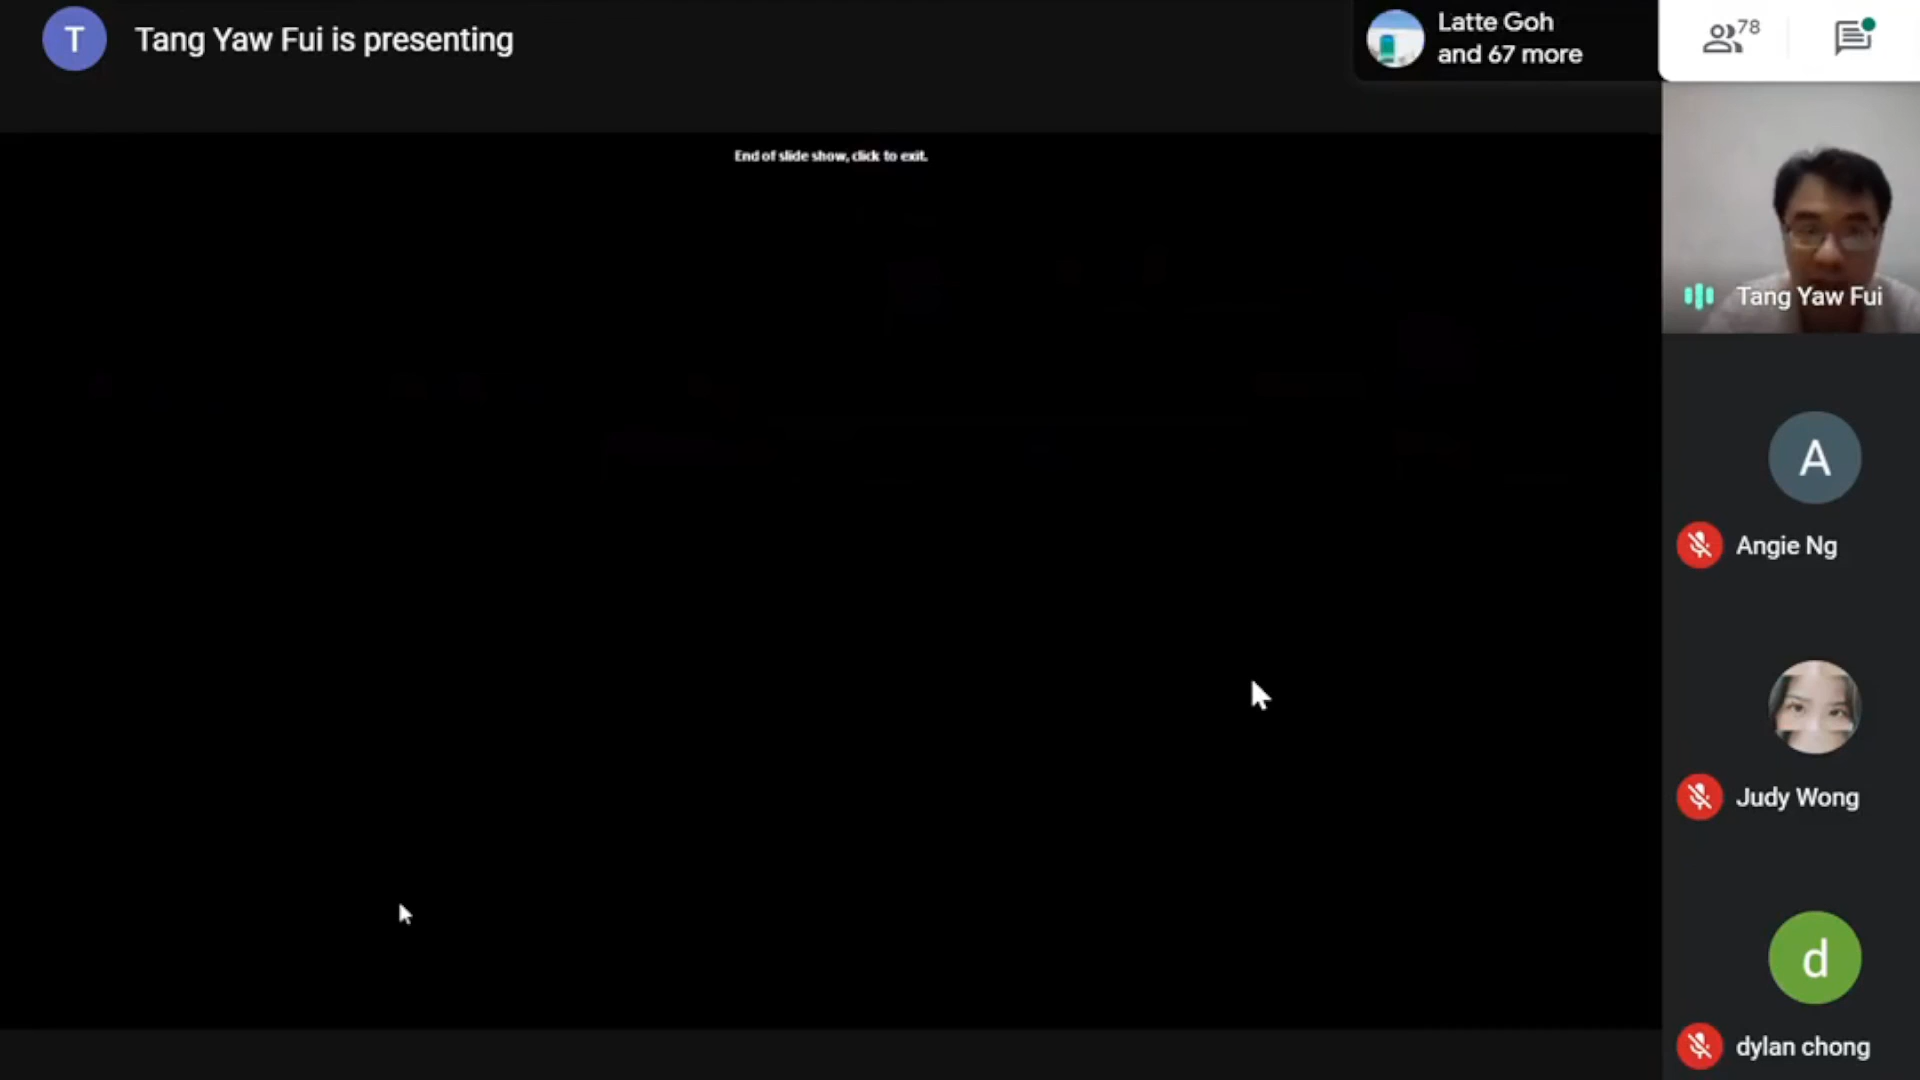 T
Tang Yaw Fui is presenting
Latte Goh
and 67 more
78
End of slide show, click to exit.
Tang Yaw Fui
A
Angie Ng
Judy Wong
d
dylan chong